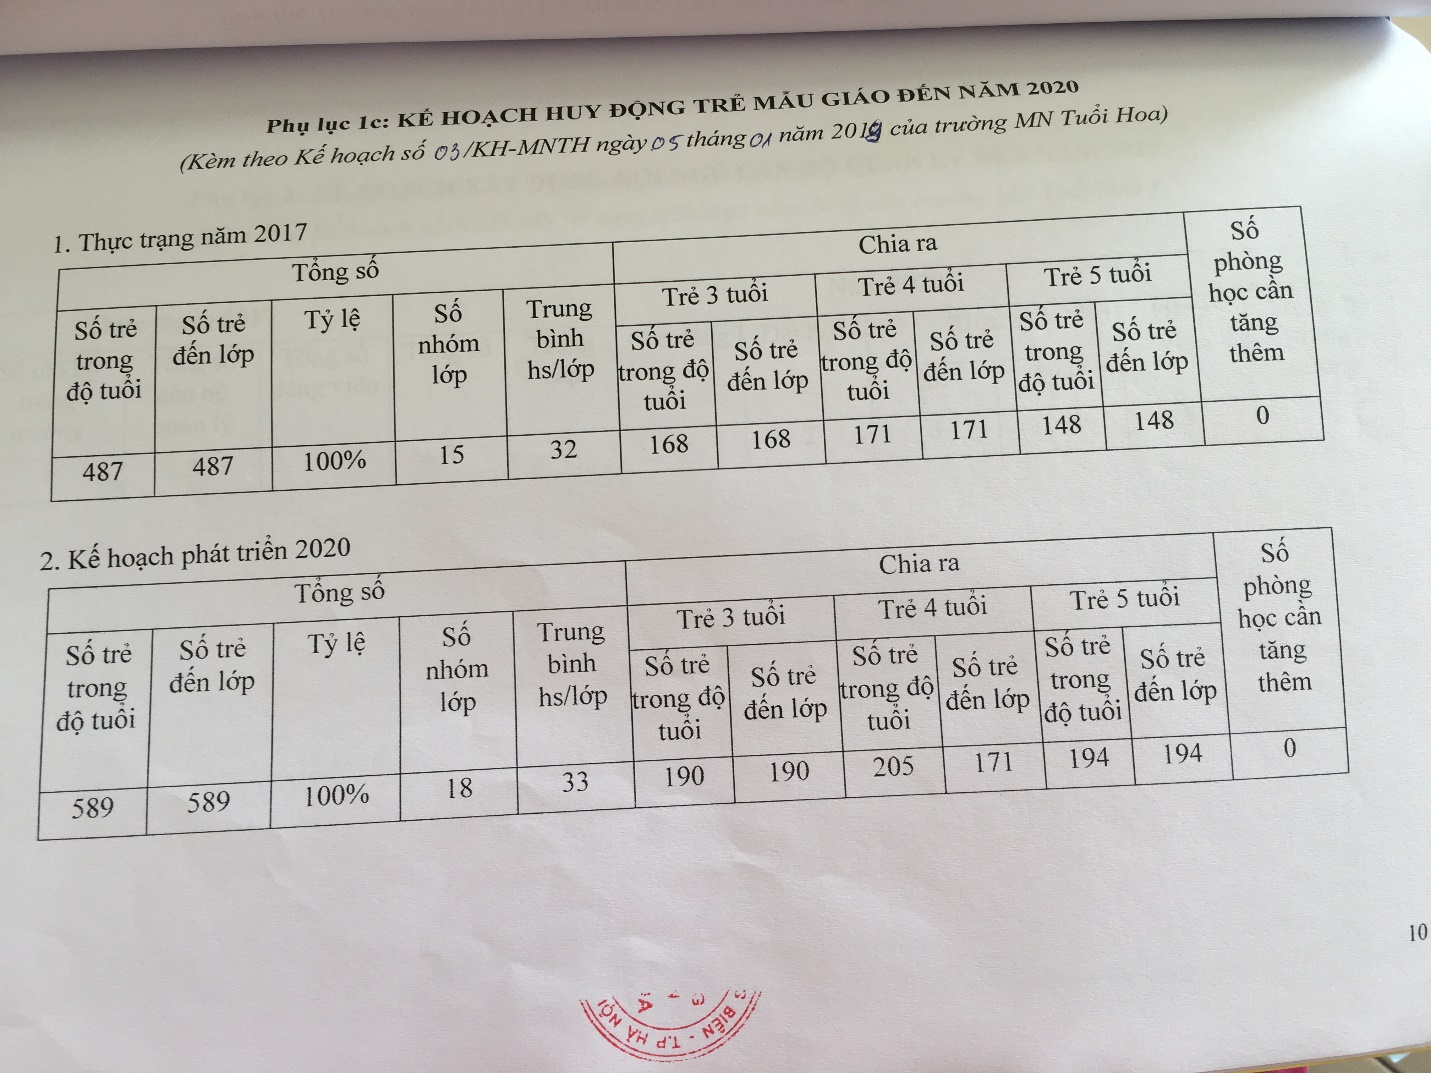 Phụ lục 1c: KẾ HOẠCH HUY ĐỘNG TRẺ MẪU GIÁO ĐẾN NĂM 2020
(Kèm theo Kế hoạch số 03/KH-MNTH ngày 05 tháng 01 năm 2019 của trường MN Tuổi Hoa)
1. Thực trạng năm 2017
Tổng số
Chia ra
Số phòng học cần tăng thêm
Trẻ 3 tuổi
Trẻ 4 tuổi
Trẻ 5 tuổi
Số trẻ trong độ tuổi
Số trẻ đến lớp
Tỷ lệ
Số nhóm lớp
Trung bình hs/lớp
Số trẻ trong độ tuổi
Số trẻ đến lớp
Số trẻ trong độ tuổi
Số trẻ đến lớp
Số trẻ trong độ tuổi
Số trẻ đến lớp
487 487 100% 15 32 168 168 171 171 148 148 0
2. Kế hoạch phát triển 2020
Tổng số
Chia ra
Số phòng học cần tăng thêm
Trẻ 3 tuổi
Trẻ 4 tuổi
Trẻ 5 tuổi
Số trẻ trong độ tuổi
Số trẻ đến lớp
Tỷ lệ
Số nhóm lớp
Trung bình hs/lớp
Số trẻ trong độ tuổi
Số trẻ đến lớp
Số trẻ trong độ tuổi
Số trẻ đến lớp
Số trẻ trong độ tuổi
Số trẻ đến lớp
589 589 100% 18 33 190 190 205 171 194 194 0
10
BIÊN - T.P HÀ NỘI